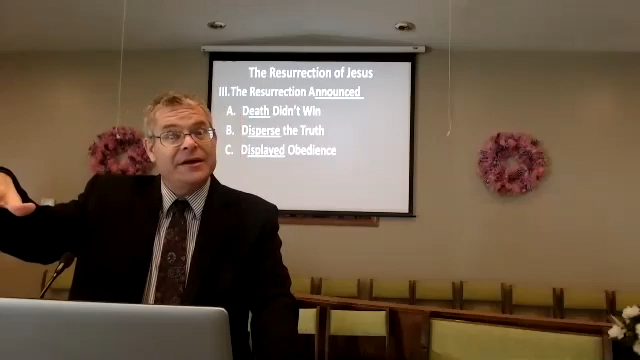 The Resurrection of Jesus
III.The Resurrection Announced
A. Death Didn't Win
B. Disperse the Truth
C. Displayed Obedience